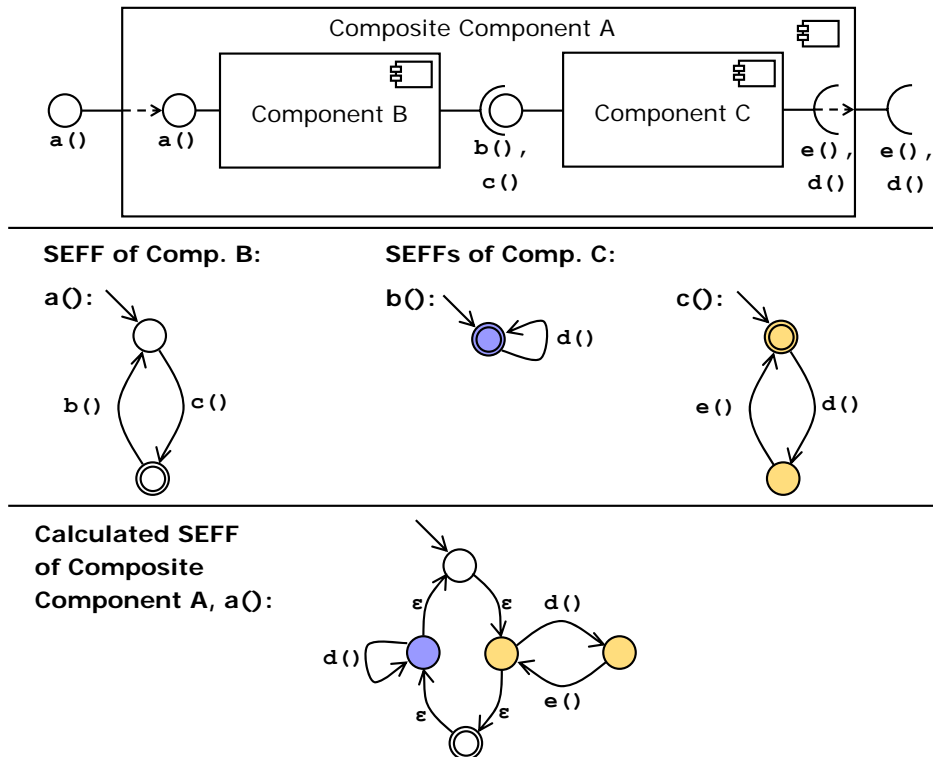 Composite Component A
Component B
Component C
a()
a()
b(),
c()
e(),
d()
e(),
d()
SEFF of Comp. B:
SEFFs of Comp. C:
a():
b():
c():
d()
b()
c()
e()
d()
Calculated SEFF
of Composite
Component A, a():
ε
ε
d()
d()
e()
ε
ε